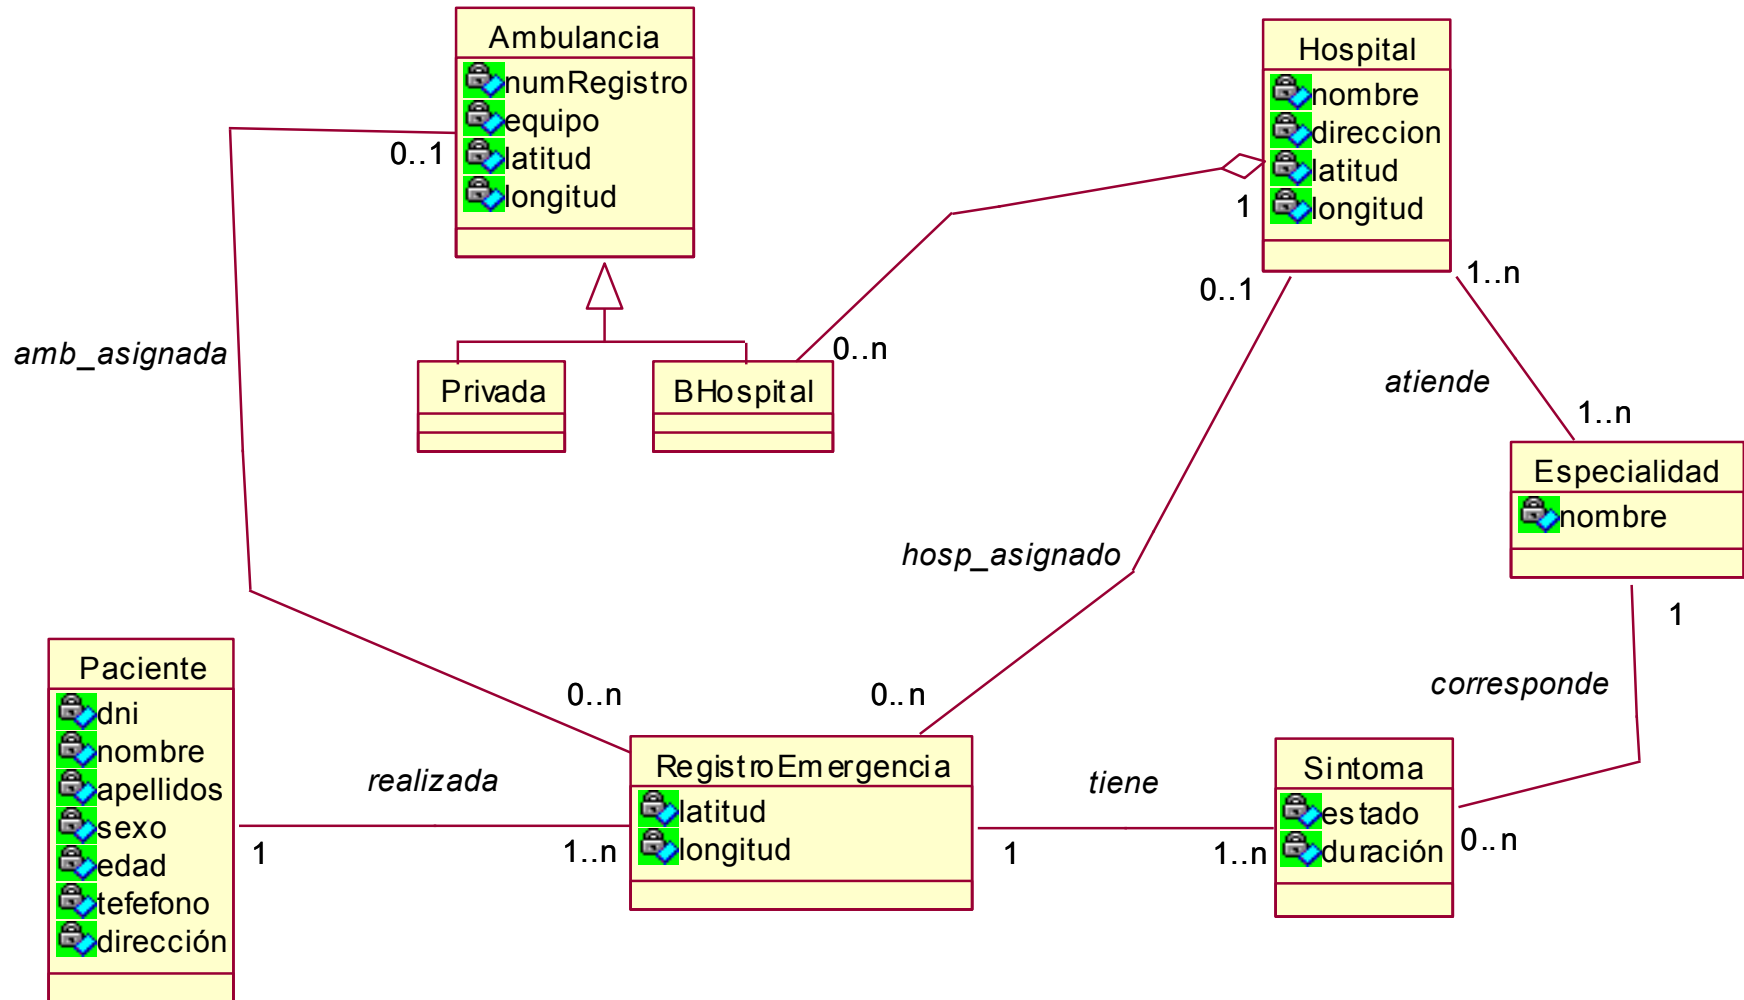 Ambulancia
numRegistro
equipo
latitud
longitud
Hospital
nombre
direccion
latitud
longitud
0..1
1
0..1
1..n
amb_asignada
Privada
BHospital
0..n
atiende
1..n
Especialidad
nombre
hosp_asignado
1
corresponde
Paciente
dni
nombre
apellidos
sexo
edad
tefefono
dirección
0..n
0..n
realizada
1
1..n
RegistroEmergencia
latitud
longitud
tiene
1
1..n
Sintoma
estado
duración
0..n